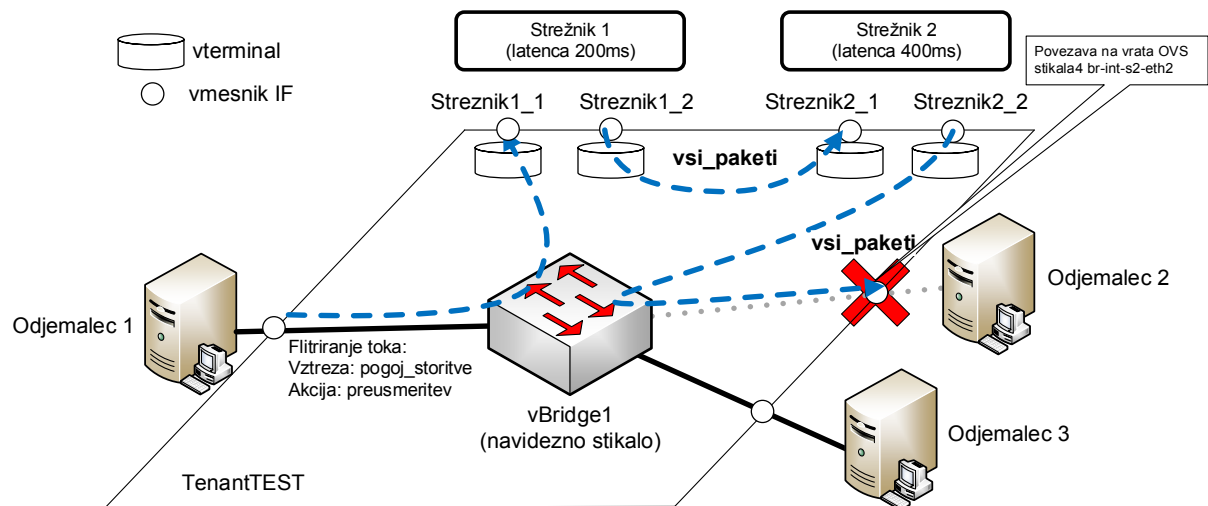 vterminal
vmesnik IF
Strežnik 1
(latenca 200ms)
Strežnik 2
(latenca 400ms)
Povezava na vrata OVS
stikala4 br-int-s2-eth2
Streznik1_1
Streznik1_2
Streznik2_1
Streznik2_2
vsi_paketi
vsi_paketi
Odjemalec 1
Odjemalec 2
Flitriranje toka:
Vztreza: pogoj_storitve
Akcija: preusmeritev
vBridge1
(navidezno stikalo)
Odjemalec 3
TenantTEST